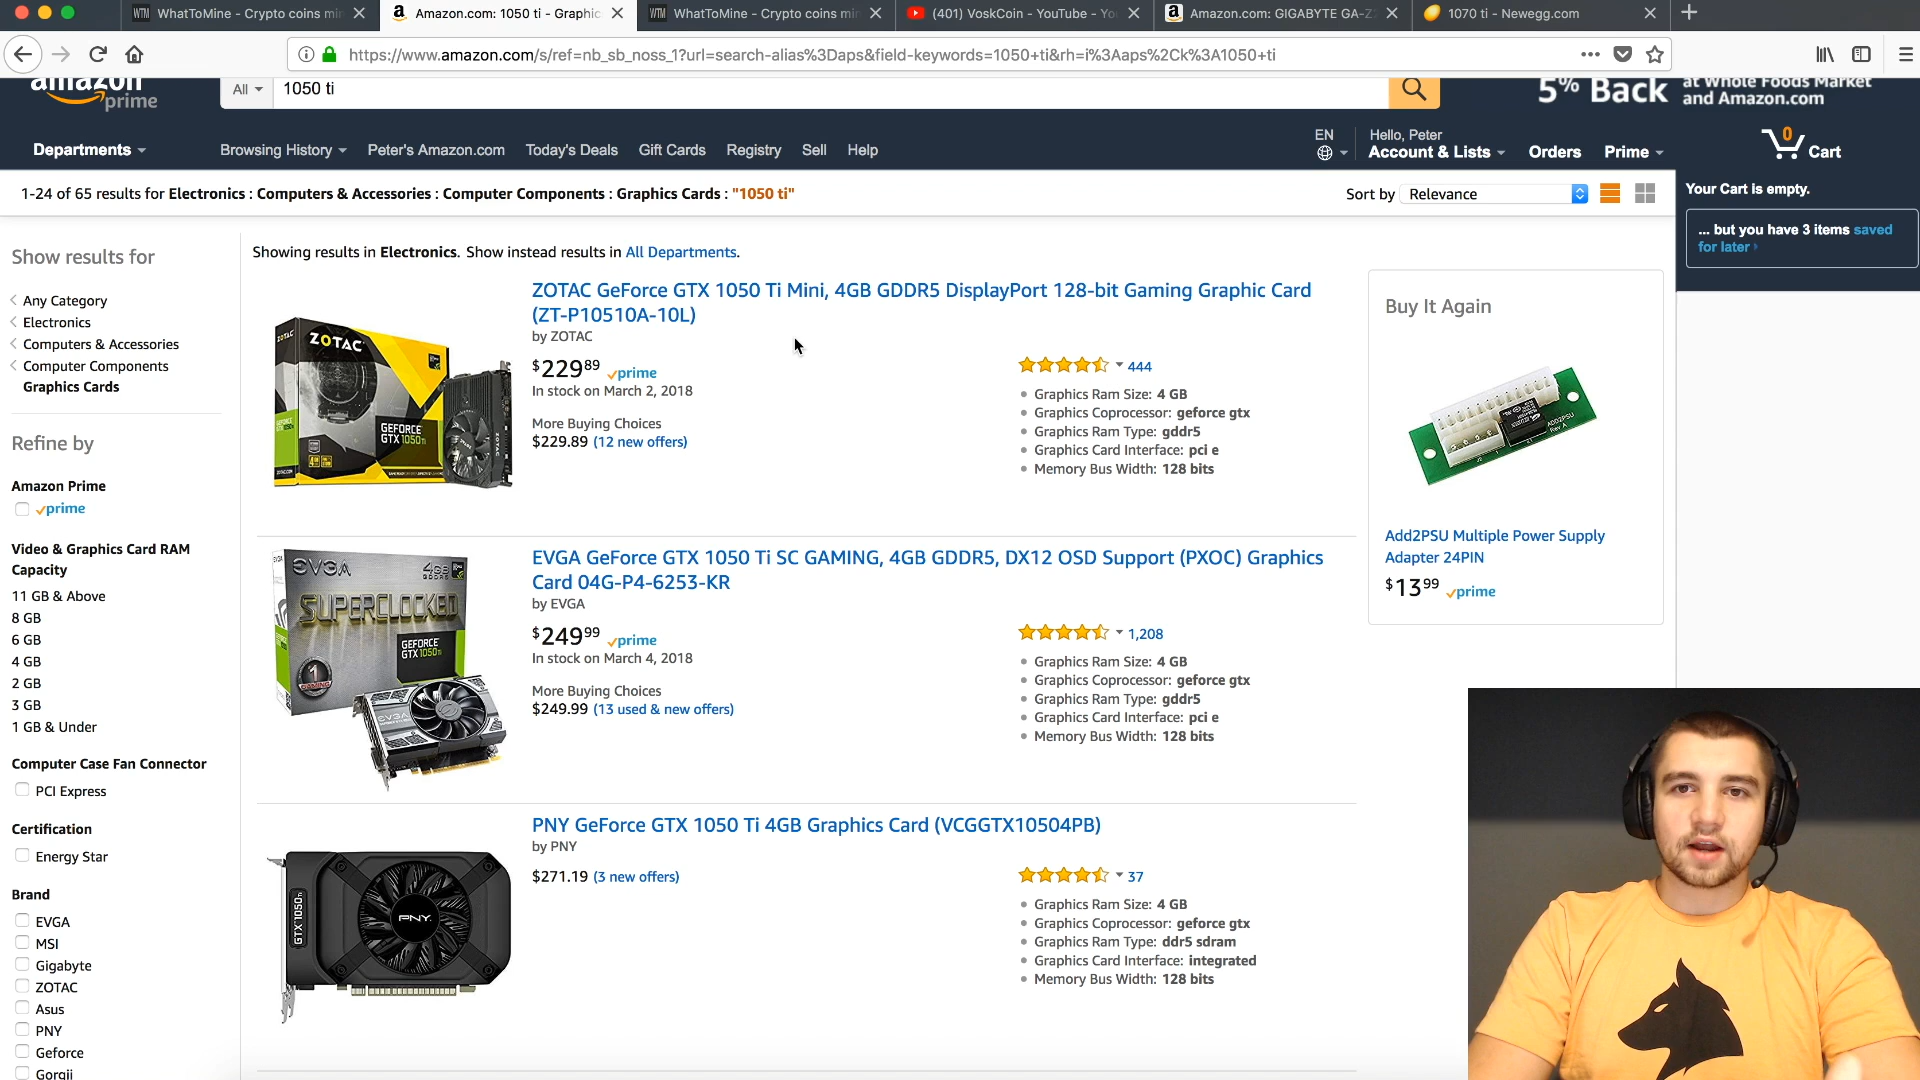 WTM WhatToMine - Crypto coins min
Amazon.com: 1050 ti - Graphic
WTM WhatToMine - Crypto coins min
(401) VoskCoin - YouTube - Yo
Amazon.com: GIGABYTE GA-Z
1070 ti - Newegg.com
https://www.amazon.com/s/ref=nb_sb_noss_1?url=search-alias%3Daps&field-keywords=1050+ti&rh=i%3Aaps%2Ck%3A1050+ti
amazon
prime
All
1050 ti
5% Back
at Whole Foods Market
and Amazon.com
Departments
Browsing History
Peter's Amazon.com
Today's Deals
Gift Cards
Registry
Sell
Help
EN
Hello, Peter
Account & Lists
Orders
Prime
0
Cart
1-24 of 65 results for Electronics : Computers & Accessories : Computer Components : Graphics Cards : "1050 ti"
Sort by
Relevance
Your Cart is empty.
... but you have 3 items saved
for later
Show results for
Any Category
Electronics
Computers & Accessories
Computer Components
Graphics Cards
Refine by
Amazon Prime
prime
Video & Graphics Card RAM
Capacity
11 GB & Above
8 GB
6 GB
4 GB
2 GB
3 GB
1 GB & Under
Computer Case Fan Connector
PCI Express
Certification
Energy Star
Brand
EVGA
MSI
Gigabyte
ZOTAC
Asus
PNY
Geforce
Gorgii
Showing results in Electronics. Show instead results in All Departments.
ZOTAC
GEFORCE
GTX 1050Ti
ZOTAC GeForce GTX 1050 Ti Mini, 4GB GDDR5 DisplayPort 128-bit Gaming Graphic Card
(ZT-P10510A-10L)
by ZOTAC
$229 89 prime
In stock on March 2, 2018
More Buying Choices
$229.89 (12 new offers)
444
Graphics Ram Size: 4 GB
Graphics Coprocessor: geforce gtx
Graphics Ram Type: gddr5
Graphics Card Interface: pci e
Memory Bus Width: 128 bits
EVGA
4GB
SUPERCLOCKED
GEFORCE
GTX 1050Ti
GAMING
EVGA
EVGA GeForce GTX 1050 Ti SC GAMING, 4GB GDDR5, DX12 OSD Support (PXOC) Graphics
Card 04G-P4-6253-KR
by EVGA
$249 99 prime
In stock on March 4, 2018
More Buying Choices
$249.99 (13 used & new offers)
1,208
Graphics Ram Size: 4 GB
Graphics Coprocessor: geforce gtx
Graphics Ram Type: gddr5
Graphics Card Interface: pci e
Memory Bus Width: 128 bits
GTX 1050Ti
PNY
PNY GeForce GTX 1050 Ti 4GB Graphics Card (VCGGTX10504PB)
by PNY
$271.19 (3 new offers)
37
Graphics Ram Size: 4 GB
Graphics Coprocessor: geforce gtx
Graphics Ram Type: ddr5 sdram
Graphics Card Interface: integrated
Memory Bus Width: 128 bits
Buy It Again
ADD2PSU
Rev A
Add2PSU Multiple Power Supply
Adapter 24PIN
$13 99 prime